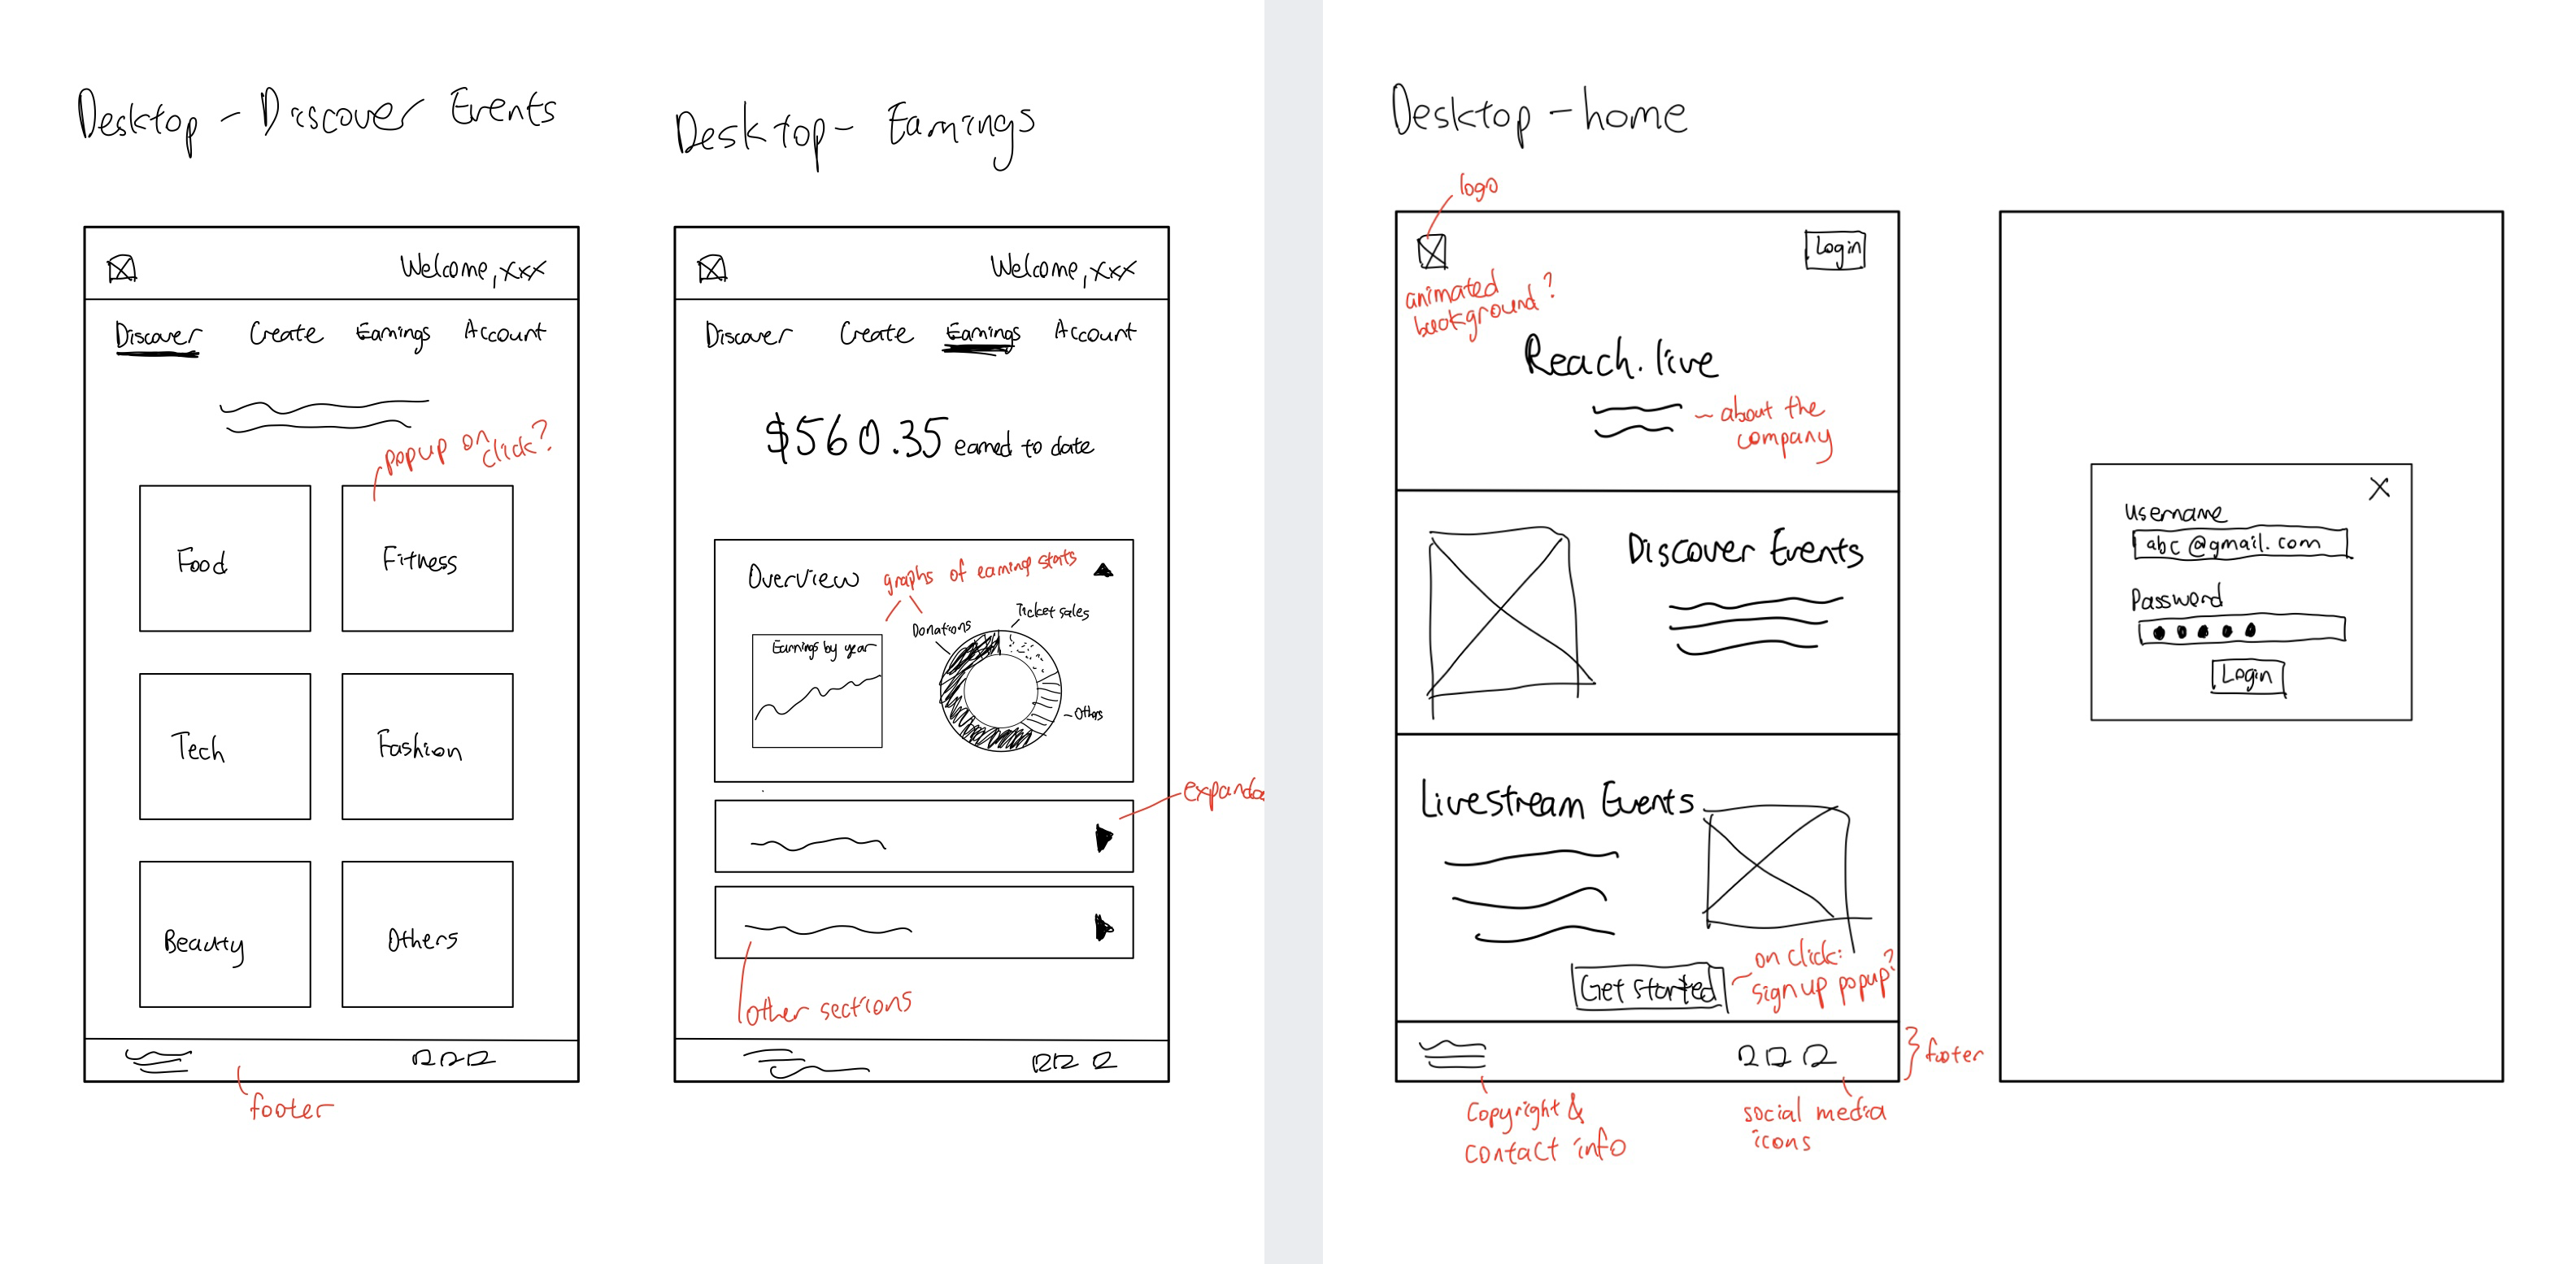 Desktop - Discover Events
Welcome, xxx
Discover Create Earnings Account
popup on click?
Food
Fitness
Tech
Fashion
Beauty
Others
footer
Desktop - Earnings
Welcome, xxx
Discover Create Earnings Account
$560.35 earned to date
Overview
graphs of earning stats
Earnings by year
Donations
Ticket sales
Others
expanda
other sections
Desktop - home
logo
Login
animated
background?
Reach.live
about the
company
Discover Events
Livestream Events
Get started
on click:
sign up popup?
footer
Copyright &
contact info
social media
icons
X
Username
abc@gmail.com
Password
Login